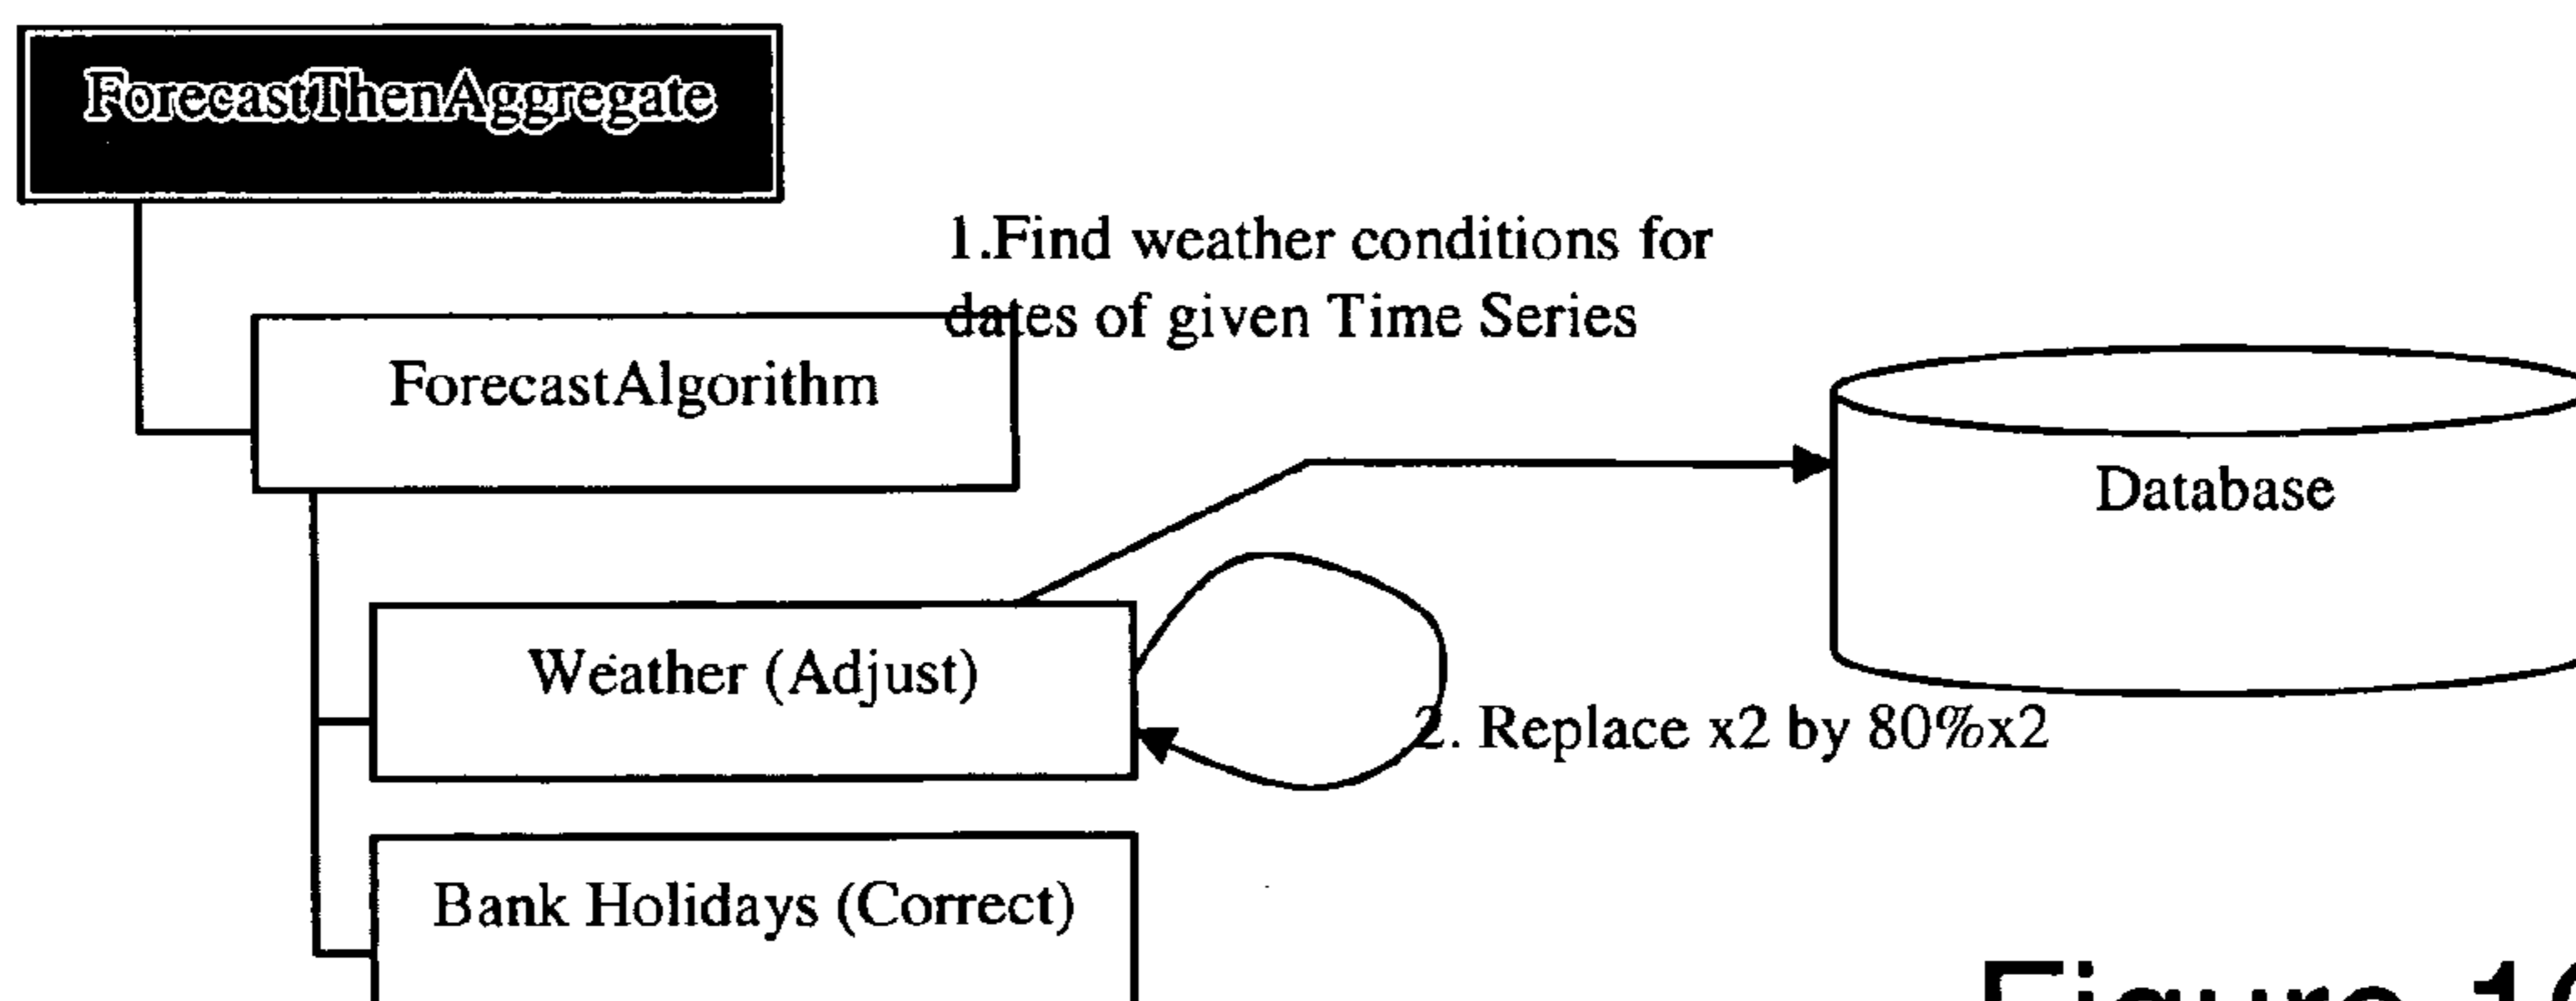 ForecastThenAggregate
1.Find weather conditions for
dates of given Time Series
ForecastAlgorithm
Database
Weather (Adjust)
2. Replace x2 by 80%x2
Bank Holidays (Correct)
Figure